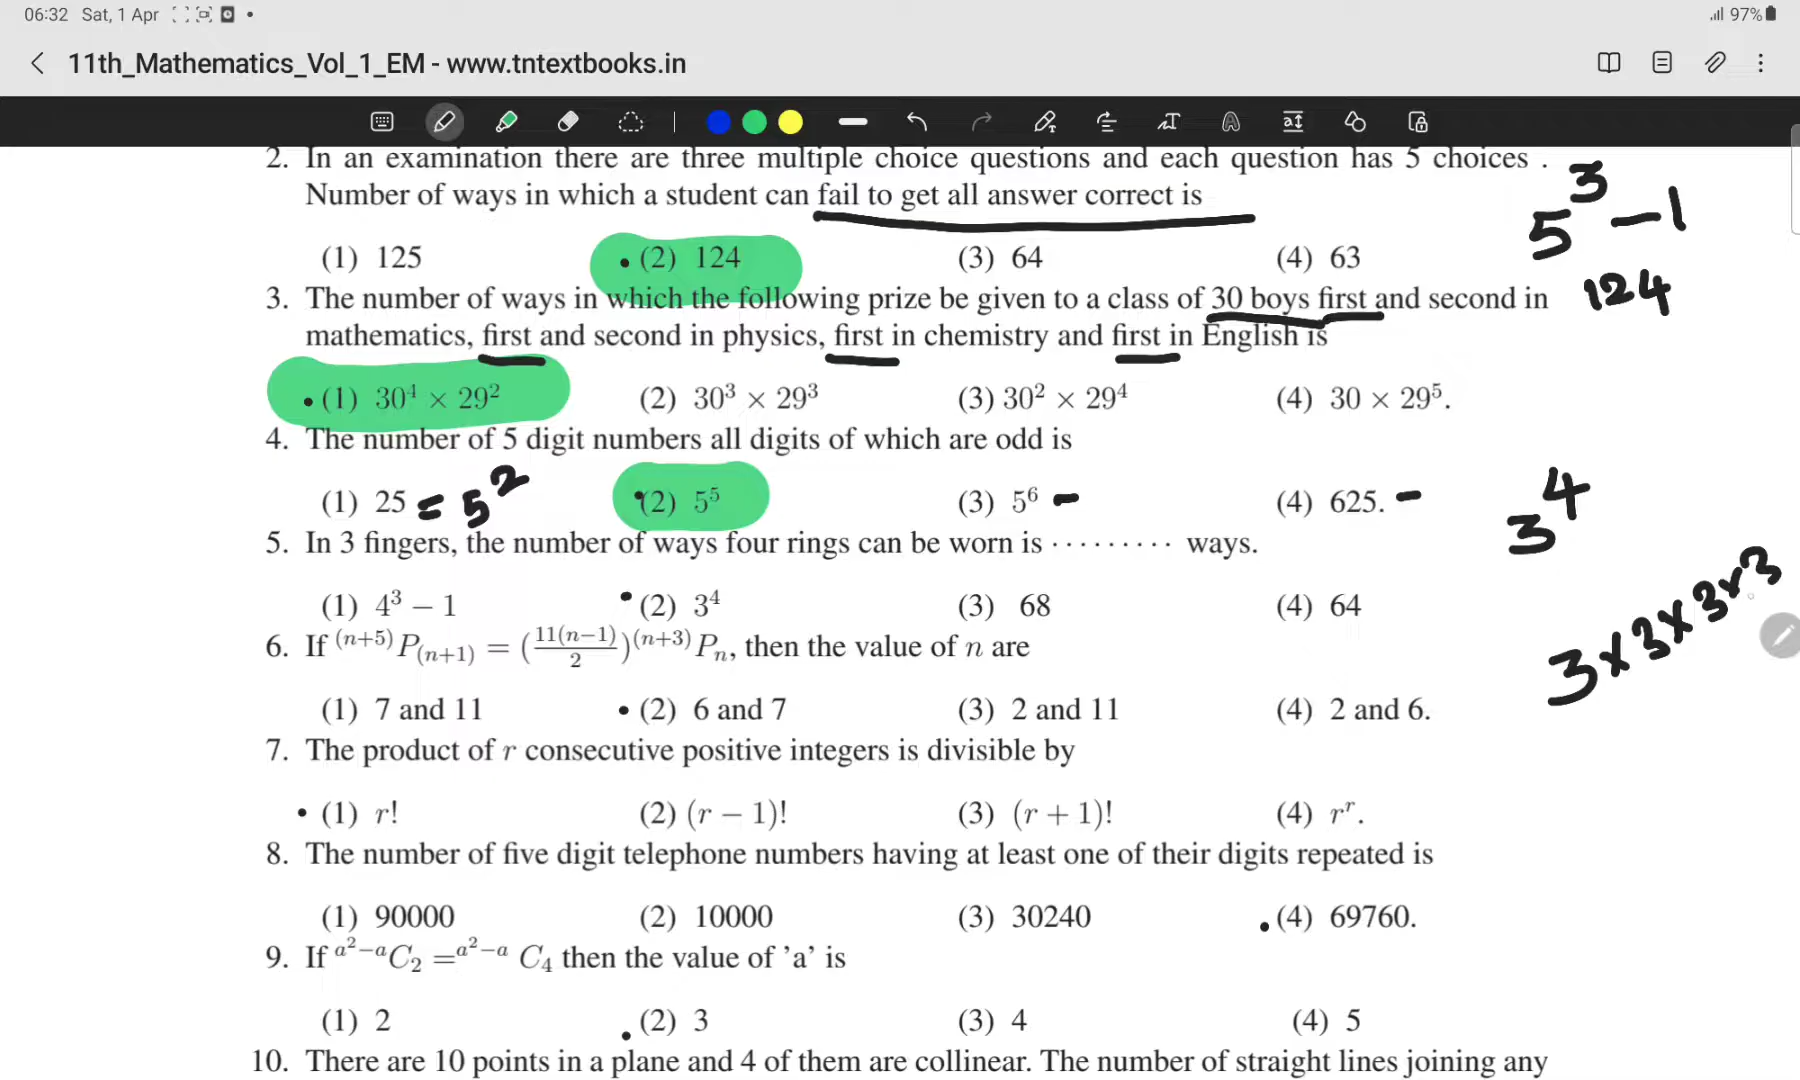 06:32 Sat, 1 Apr
97%
11th_Mathematics_Vol_1_EM - www.tntextbooks.in
2. In an examination there are three multiple choice questions and each question has 5 choices .
Number of ways in which a student can fail to get all answer correct is
5³ – 1
(1) 125 (2) 124 (3) 64 (4) 63
124
3. The number of ways in which the following prize be given to a class of 30 boys first and second in
mathematics, first and second in physics, first in chemistry and first in English is
(1) 30⁴ × 29² (2) 30³ × 29³ (3) 30² × 29⁴ (4) 30 × 29⁵.
4. The number of 5 digit numbers all digits of which are odd is
(1) 25 = 5² (2) 5⁵ (3) 5⁶ – (4) 625. –
3⁴
5. In 3 fingers, the number of ways four rings can be worn is ········· ways.
(1) 4³ − 1 (2) 3⁴ (3) 68 (4) 64
3×3×3×3
6. If ⁽ⁿ⁺⁵⁾P₍ₙ₊₁₎ = (11(n−1)/2)⁽ⁿ⁺³⁾Pₙ, then the value of n are
(1) 7 and 11 (2) 6 and 7 (3) 2 and 11 (4) 2 and 6.
7. The product of r consecutive positive integers is divisible by
(1) r! (2) (r − 1)! (3) (r + 1)! (4) rʳ.
8. The number of five digit telephone numbers having at least one of their digits repeated is
(1) 90000 (2) 10000 (3) 30240 (4) 69760.
9. If ᵃ²⁻ᵃC₂ =ᵃ²⁻ᵃ C₄ then the value of ’a’ is
(1) 2 (2) 3 (3) 4 (4) 5
10. There are 10 points in a plane and 4 of them are collinear. The number of straight lines joining any